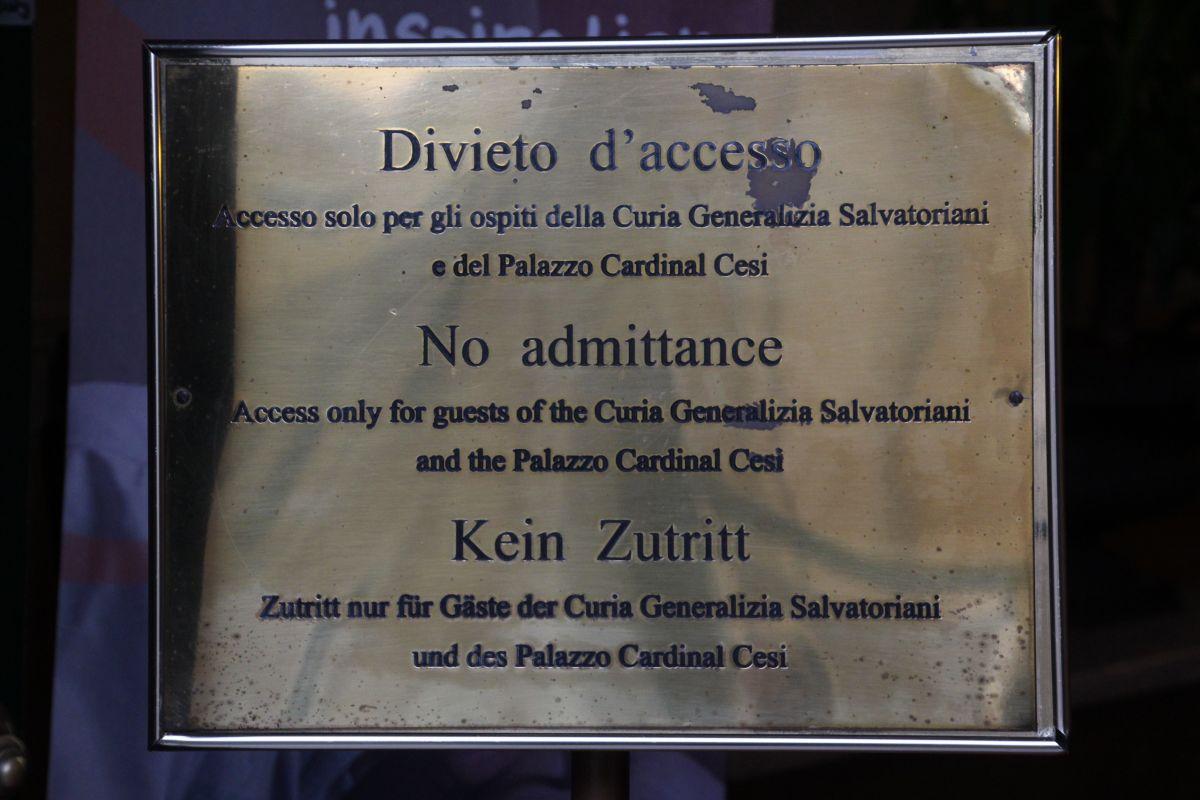 inspiration
Divieto d'accesso
Accesso solo per gli ospiti della Curia Generalizia Salvatoriani
e del Palazzo Cardinal Cesi
No admittance
Access only for guests of the Curia Generalizia Salvatoriani
and the Palazzo Cardinal Cesi
Kein Zutritt
Zutritt nur für Gäste der Curia Generalizia Salvatoriani
und des Palazzo Cardinal Cesi